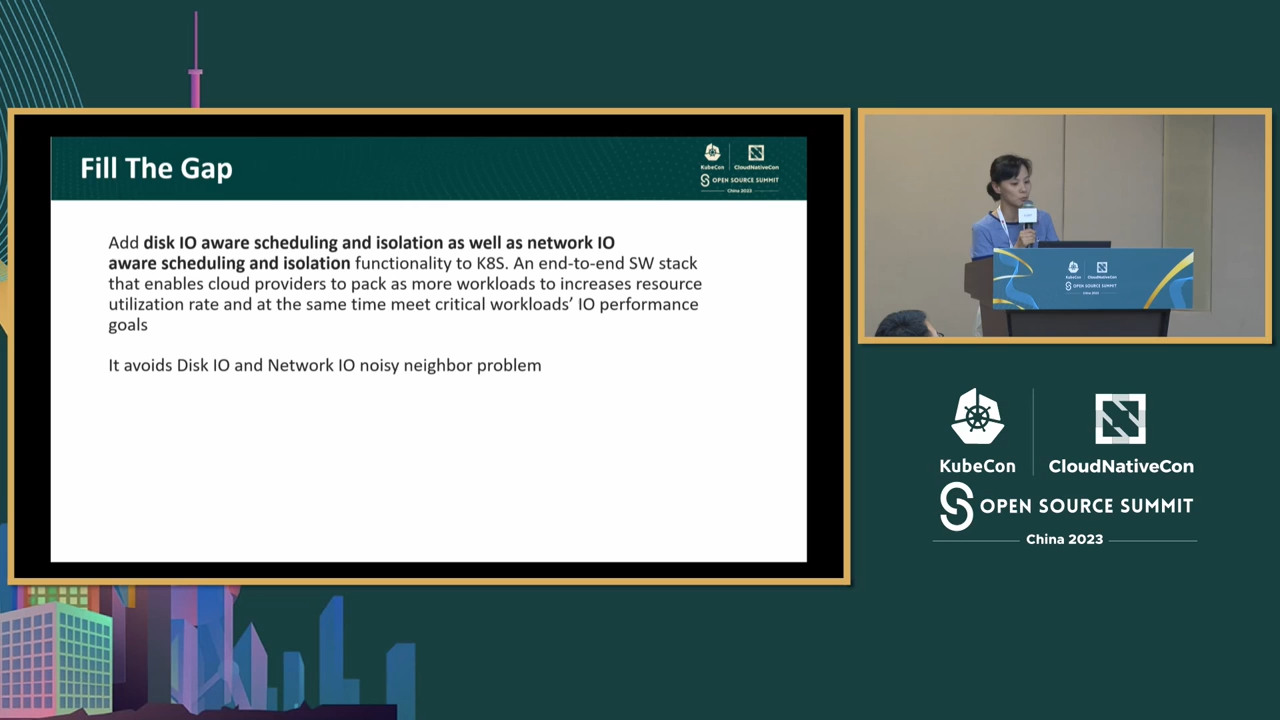 Fill The Gap
KubeCon
CloudNativeCon
OPEN SOURCE SUMMIT
China 2023
Add disk IO aware scheduling and isolation as well as network IO
aware scheduling and isolation functionality to K8S. An end-to-end SW stack
that enables cloud providers to pack as more workloads to increases resource
utilization rate and at the same time meet critical workloads’ IO performance
goals
It avoids Disk IO and Network IO noisy neighbor problem
KubeCon
CloudNativeCon
OPEN SOURCE SUMMIT
China 2023